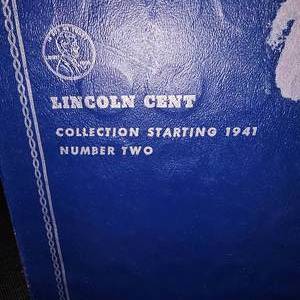 LINCOLN CENT
COLLECTION STARTING 1941
NUMBER TWO